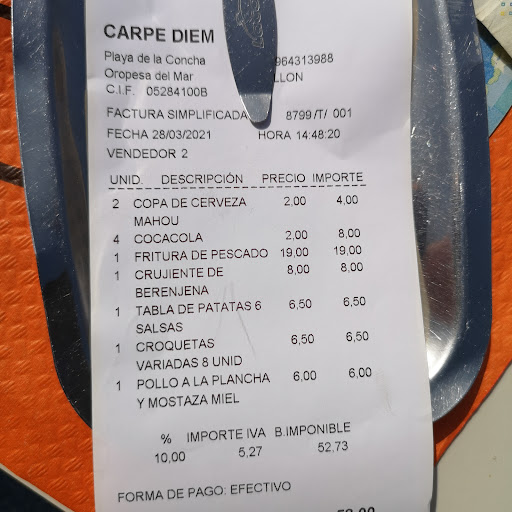 CARPE DIEM
Playa de la Concha 964313988
Oropesa del Mar LLON
C.I.F. 05284100B
FACTURA SIMPLIFICADA 8799 /T/ 001
FECHA 28/03/2021 HORA 14:48:20
VENDEDOR 2
UNID. DESCRIPCIÓN PRECIO IMPORTE
2 COPA DE CERVEZA 2,00 4,00
MAHOU
4 COCACOLA 2,00 8,00
1 FRITURA DE PESCADO 19,00 19,00
1 CRUJIENTE DE 8,00 8,00
BERENJENA
1 TABLA DE PATATAS 6 6,50 6,50
SALSAS
1 CROQUETAS 6,50 6,50
VARIADAS 8 UNID
1 POLLO A LA PLANCHA 6,00 6,00
Y MOSTAZA MIEL
% IMPORTE IVA B.IMPONIBLE
10,00 5,27 52,73
FORMA DE PAGO: EFECTIVO